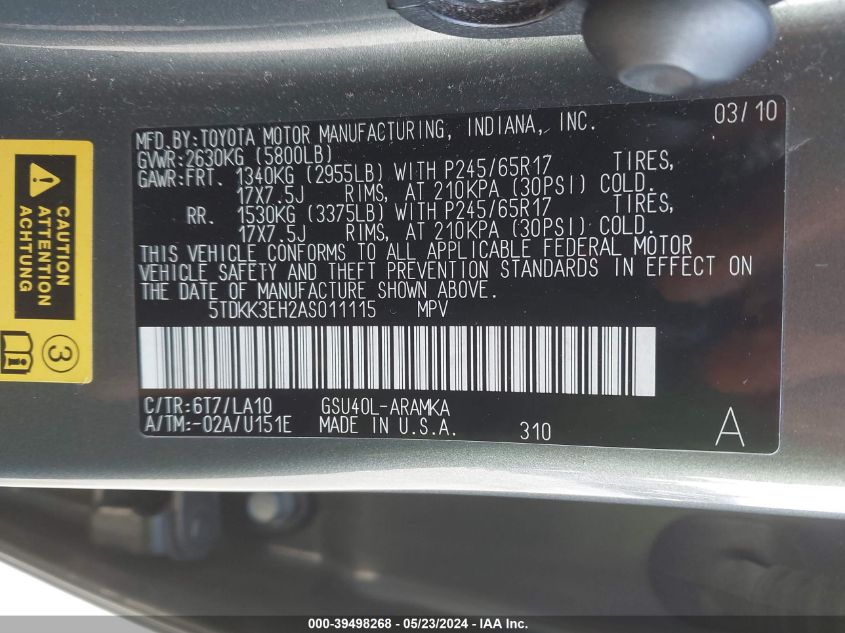 03/10
MFD.BY:TOYOTA MOTOR MANUFACTURING, INDIANA, INC.
GVWR:2630KG (5800LB)
GAWR:FRT. 1340KG (2955LB) WITH P245/65R17 TIRES,
17X7.5J RIMS, AT 210KPA (30PSI) COLD.
RR. 1530KG (3375LB) WITH P245/65R17 TIRES,
17X7.5J RIMS, AT 210KPA (30PSI) COLD.
THIS VEHICLE CONFORMS TO ALL APPLICABLE FEDERAL MOTOR
VEHICLE SAFETY AND THEFT PREVENTION STANDARDS IN EFFECT ON
THE DATE OF MANUFACTURE SHOWN ABOVE.
5TDKK3EH2AS011115 MPV
C/TR:6T7/LA10 GSU40L-ARAMKA
A/TM:-02A/U151E MADE IN U.S.A. 310 A
CAUTION
ATTENTION
ACHTUNG
3
000-39498268 - 05/23/2024 - IAA Inc.